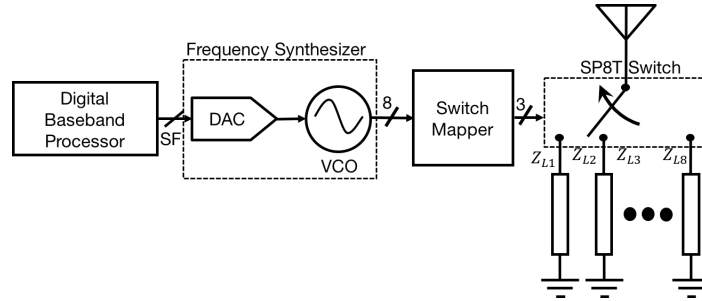 Frequency Synthesizer
SP8T Switch
Digital
Baseband
Processor
SF
DAC
VCO
8
Switch
Mapper
3
Z_{L1}
Z_{L2}
Z_{L3}
Z_{L8}